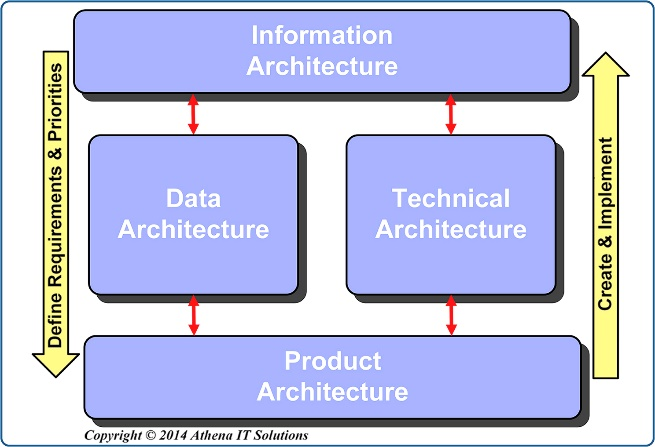 Information
Architecture
Define Requirements & Priorities
Data
Architecture
Technical
Architecture
Create & Implement
Product
Architecture
Copyright © 2014 Athena IT Solutions